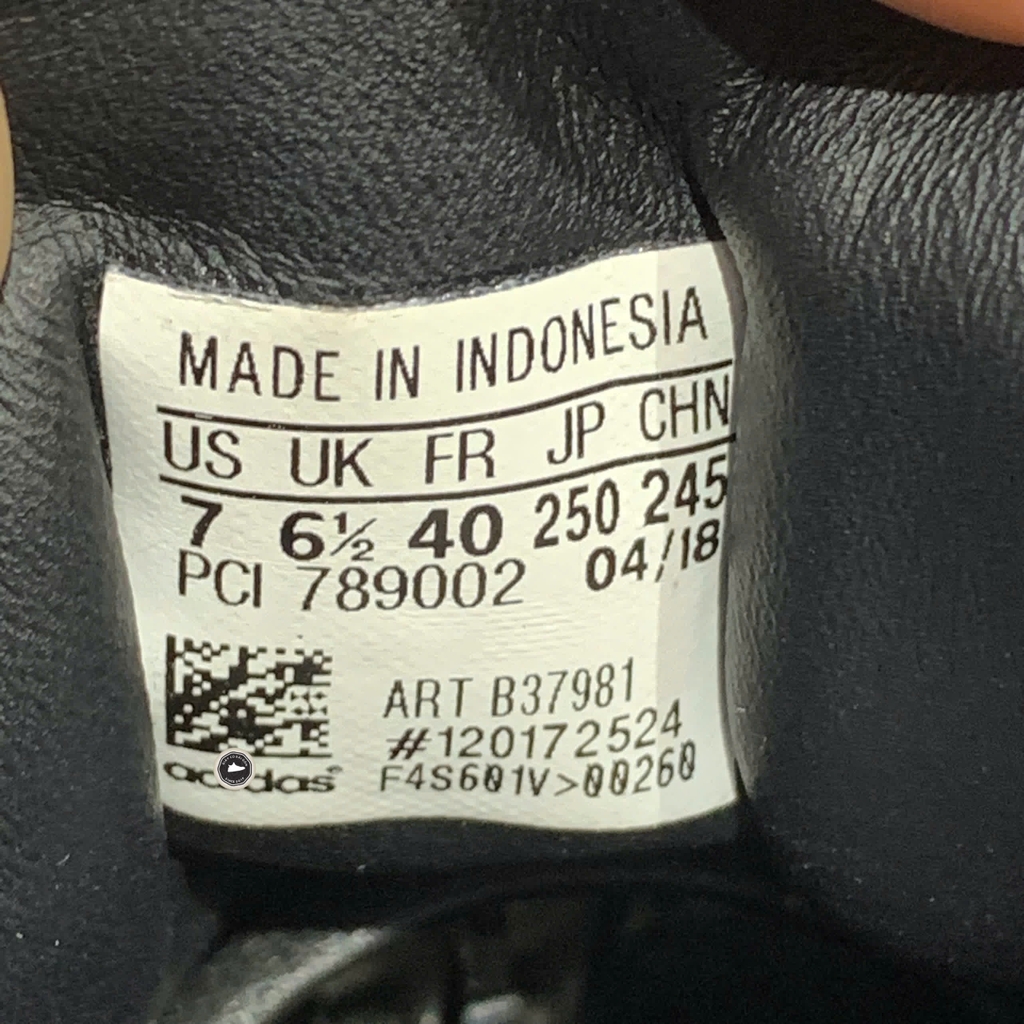 MADE IN INDONESIA
US UK FR JP CHN
7 6½ 40 250 245
PCI 789002 04/18
ART B37981
#120172524
F4S601V>00260
adidas